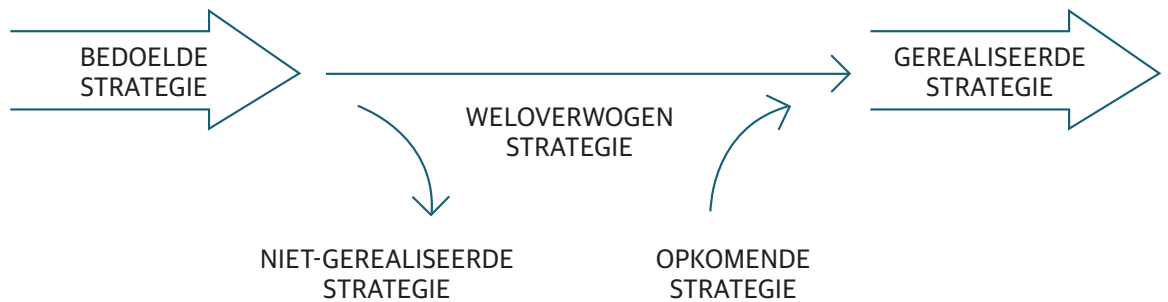 BEDOELDE
STRATEGIE
GEREALISEERDE
STRATEGIE
WELOVERWOGEN
STRATEGIE
NIET-GEREALISEERDE
STRATEGIE
OPKOMENDE
STRATEGIE